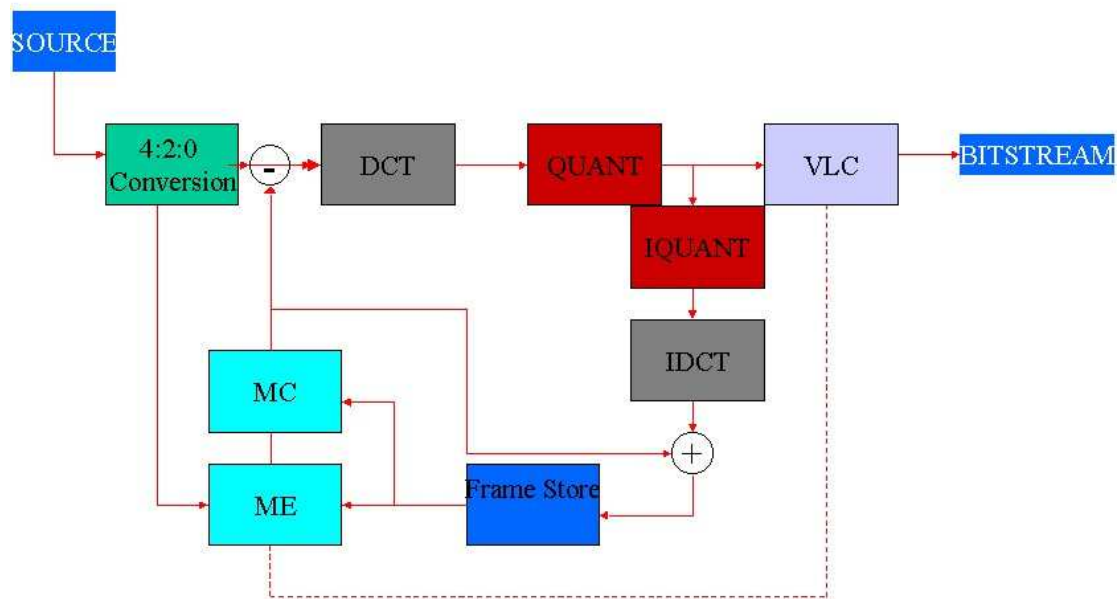 SOURCE
4:2:0
Conversion
-
DCT
QUANT
VLC
BITSTREAM
IQUANT
IDCT
MC
+
ME
Frame Store